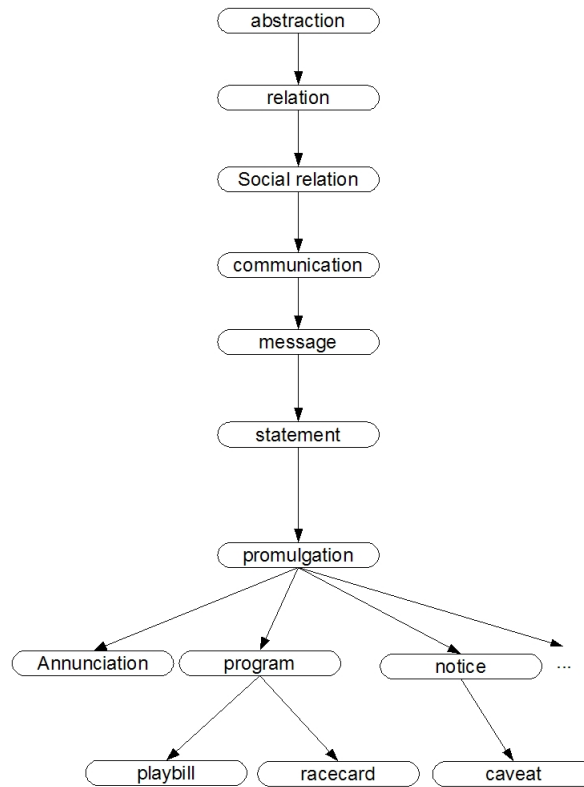 abstraction
relation
Social relation
communication
message
statement
promulgation
Annunciation
program
notice
...
playbill
racecard
caveat